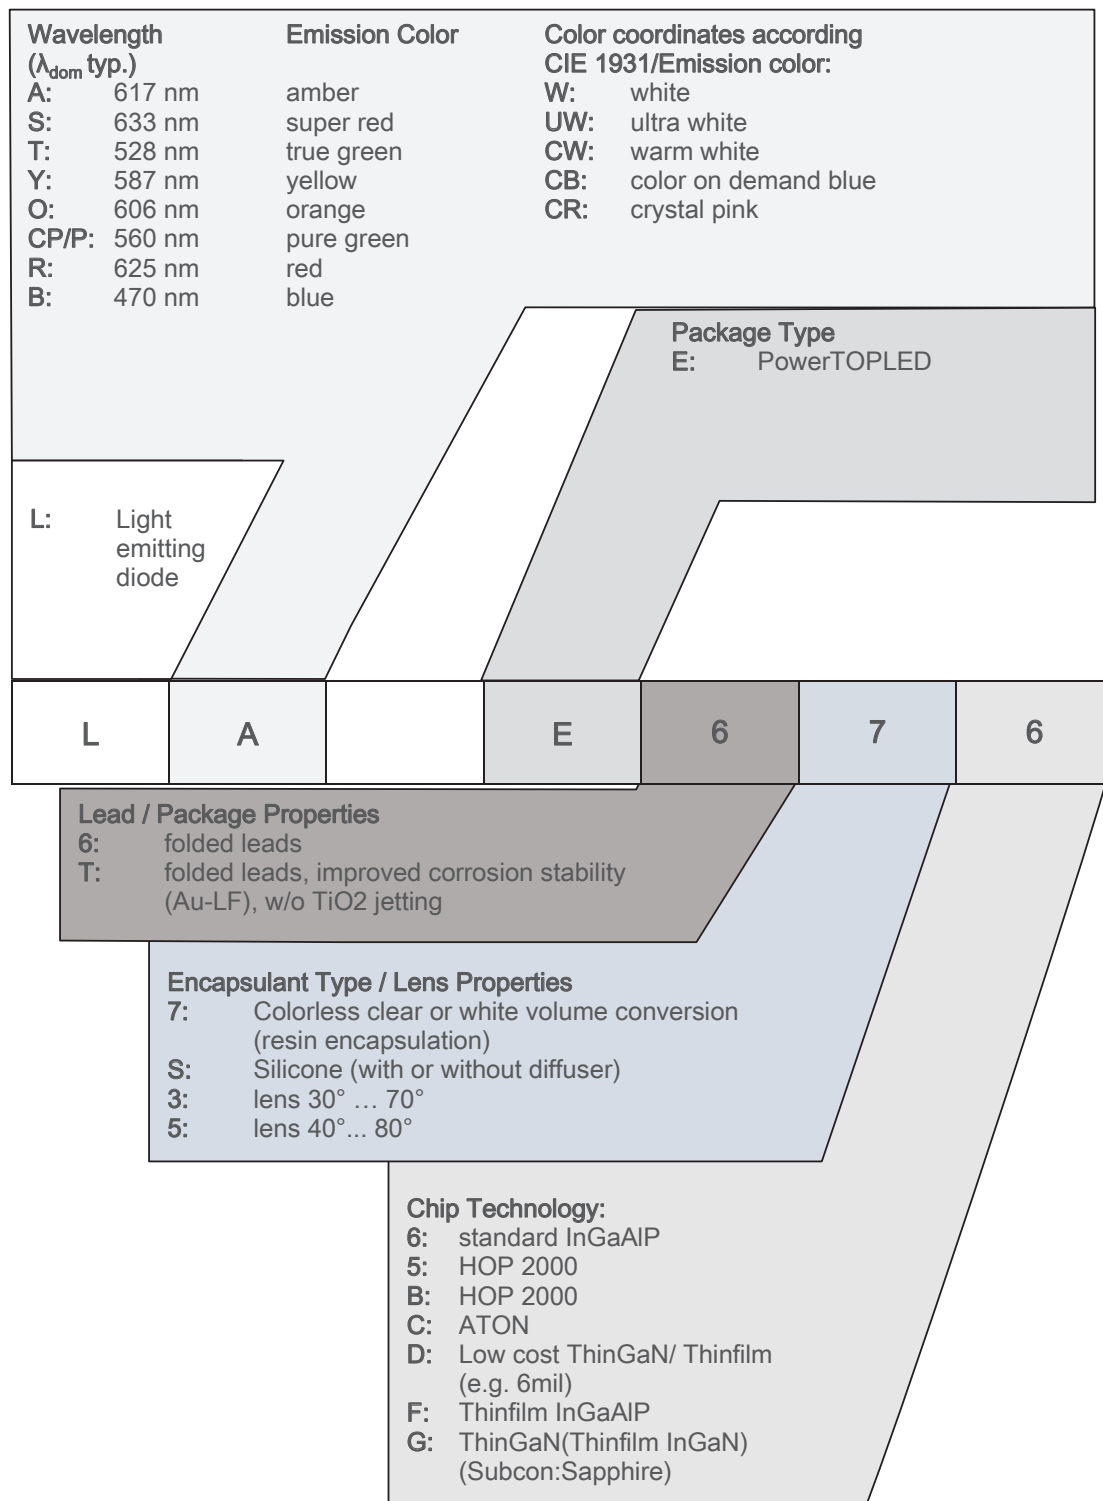 Wavelength Emission Color Color coordinates according
(λdom typ.) CIE 1931/Emission color:
A: 617 nm amber W: white
S: 633 nm super red UW: ultra white
T: 528 nm true green CW: warm white
Y: 587 nm yellow CB: color on demand blue
O: 606 nm orange CR: crystal pink
CP/P: 560 nm pure green
R: 625 nm red
B: 470 nm blue
Package Type
E: PowerTOPLED
L: Light
emitting
diode
L A E 6 7 6
Lead / Package Properties
6: folded leads
T: folded leads, improved corrosion stability
(Au-LF), w/o TiO2 jetting
Encapsulant Type / Lens Properties
7: Colorless clear or white volume conversion
(resin encapsulation)
S: Silicone (with or without diffuser)
3: lens 30° … 70°
5: lens 40°... 80°
Chip Technology:
6: standard InGaAlP
5: HOP 2000
B: HOP 2000
C: ATON
D: Low cost ThinGaN/ Thinfilm
(e.g. 6mil)
F: Thinfilm InGaAlP
G: ThinGaN(Thinfilm InGaN)
(Subcon:Sapphire)